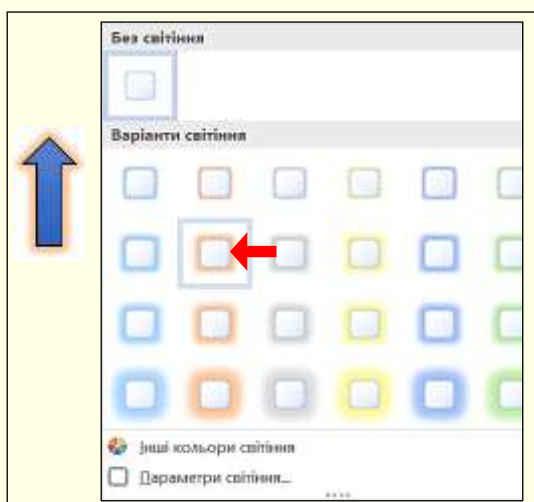 Без світіння
Варіанти світіння
Інші кольори світіння
Параметри світіння...